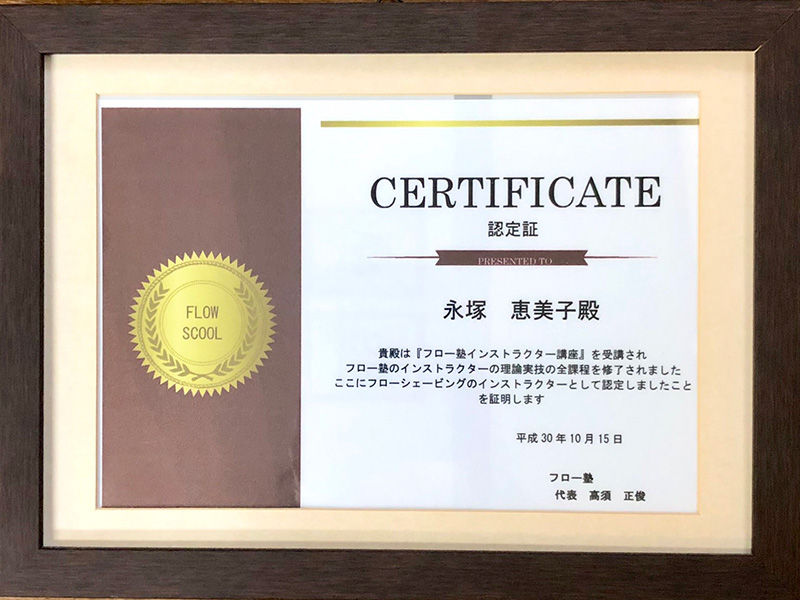 CERTIFICATE
認定証
PRESENTED TO
永塚　恵美子殿
FLOW
SCOOL
貴殿は『フロー塾インストラクター講座』を受講され
フロー塾のインストラクターの理論実技の全課程を修了されました
ここにフローシェービングのインストラクターとして認定しましたこと
を証明します
平成 30 年 10 月 15 日
フロー塾
代表　高須　正俊